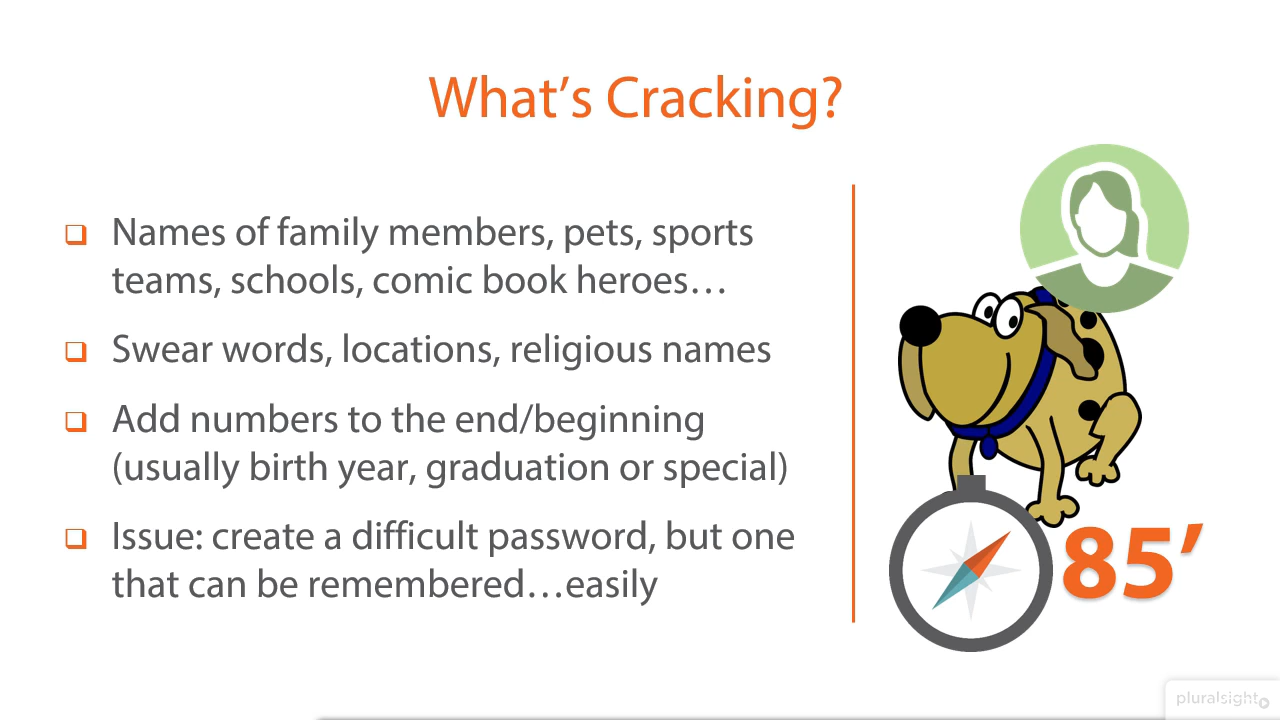 What’s Cracking?
Names of family members, pets, sports
teams, schools, comic book heroes…
Swear words, locations, religious names
Add numbers to the end/beginning
(usually birth year, graduation or special)
Issue: create a difficult password, but one
that can be remembered…easily
85’
pluralsight